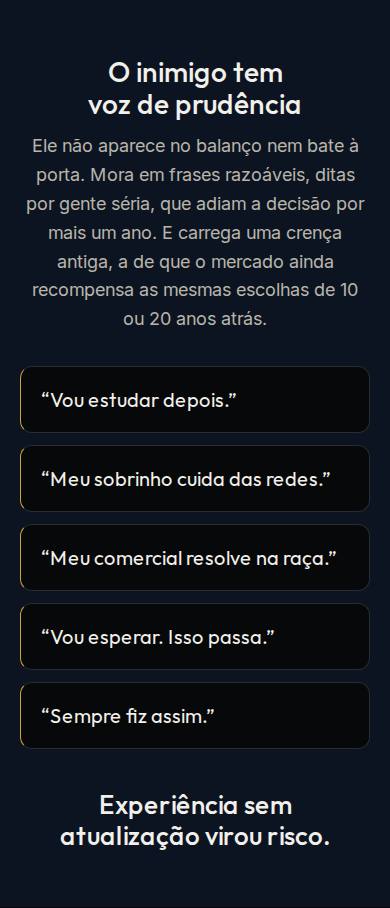 O inimigo tem
voz de prudência
Ele não aparece no balanço nem bate à
porta. Mora em frases razoáveis, ditas
por gente séria, que adiam a decisão por
mais um ano. E carrega uma crença
antiga, a de que o mercado ainda
recompensa as mesmas escolhas de 10
ou 20 anos atrás.
“Vou estudar depois.”
“Meu sobrinho cuida das redes.”
“Meu comercial resolve na raça.”
“Vou esperar. Isso passa.”
“Sempre fiz assim.”
Experiência sem
atualização virou risco.